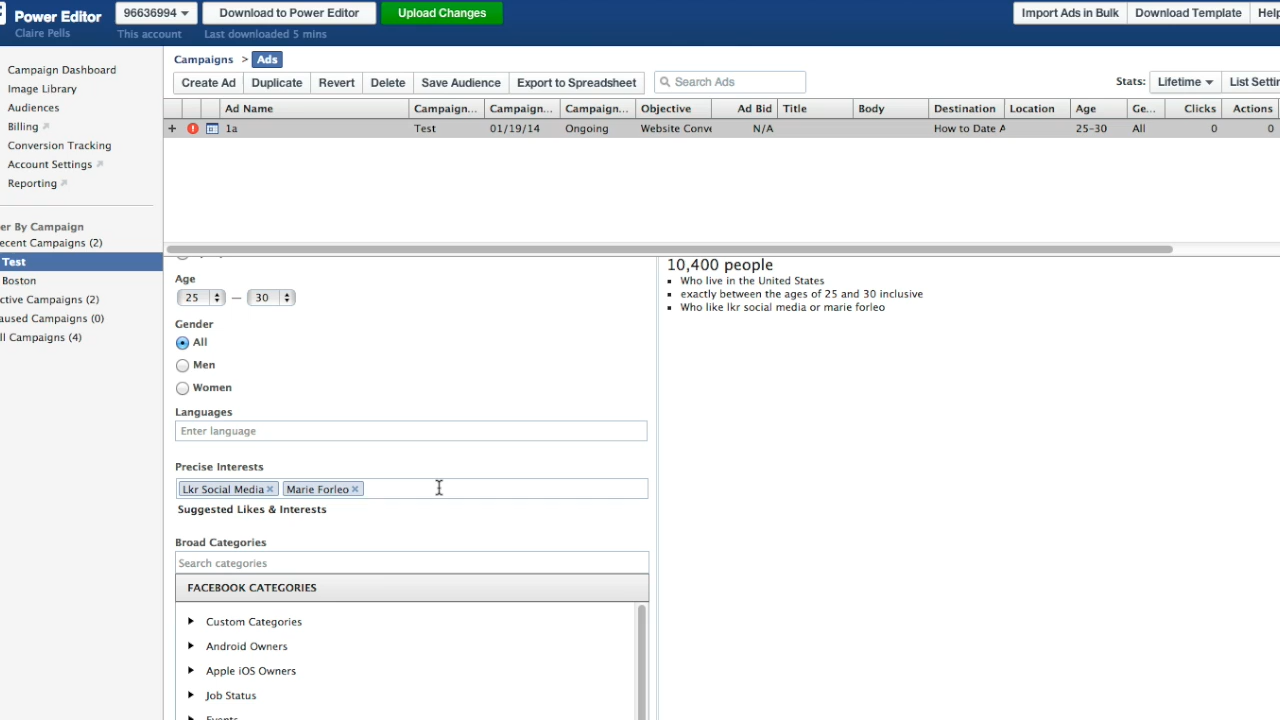 Power Editor 96636994 Download to Power Editor Upload Changes Import Ads in Bulk Download Template Help
Claire Pells This account Last downloaded 5 mins
Campaign Dashboard
Image Library
Audiences
Billing
Conversion Tracking
Account Settings
Reporting
er By Campaign
ecent Campaigns (2)
Test
Boston
ctive Campaigns (2)
aused Campaigns (0)
ll Campaigns (4)
Campaigns > Ads
Create Ad Duplicate Revert Delete Save Audience Export to Spreadsheet Search Ads Stats: Lifetime List Settin
Ad Name Campaign... Campaign... Campaign... Objective Ad Bid Title Body Destination Location Age Ge... Clicks Actions
+ 1a Test 01/19/14 Ongoing Website Conve N/A How to Date A 25-30 All 0 0
Age
25 — 30
Gender
All
Men
Women
Languages
Enter language
Precise Interests
Lkr Social Media × Marie Forleo ×
Suggested Likes & Interests
Broad Categories
Search categories
FACEBOOK CATEGORIES
Custom Categories
Android Owners
Apple iOS Owners
Job Status
Events
10,400 people
Who live in the United States
exactly between the ages of 25 and 30 inclusive
Who like lkr social media or marie forleo